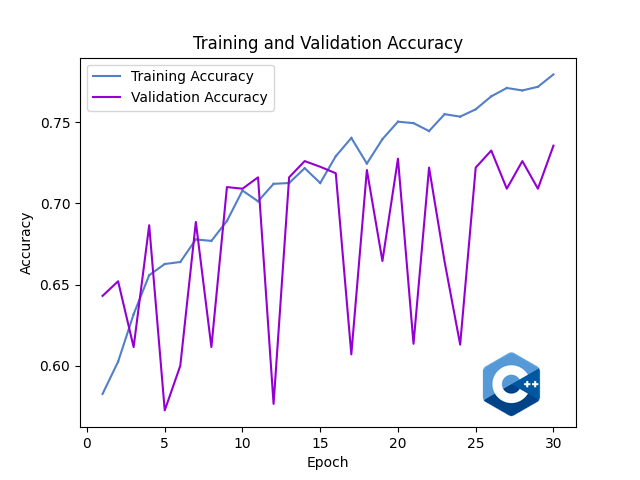 Training and Validation Accuracy
Training Accuracy
Validation Accuracy
0.75
0.70
0.65
0.60
Accuracy
0
5
10
15
20
25
30
Epoch
C++